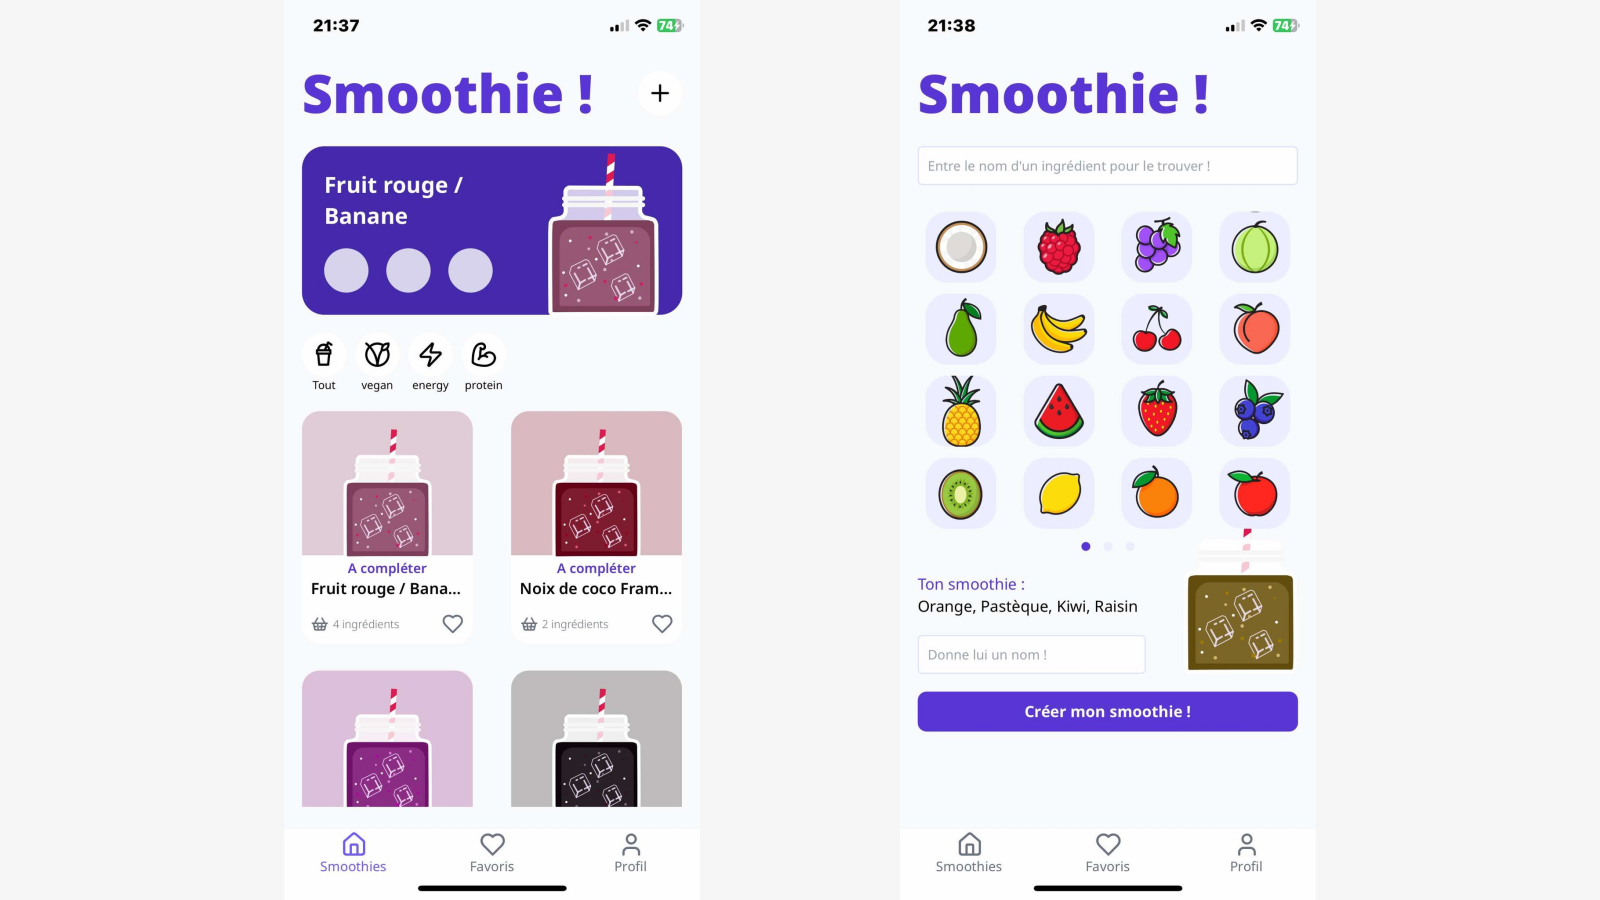 21:37
74
Smoothie !
Fruit rouge /
Banane
Tout
vegan
energy
protein
A compléter
Fruit rouge / Bana...
4 ingrédients
A compléter
Noix de coco Fram...
2 ingrédients
Smoothies
Favoris
Profil
21:38
74
Smoothie !
Entre le nom d'un ingrédient pour le trouver !
Ton smoothie :
Orange, Pastèque, Kiwi, Raisin
Donne lui un nom !
Créer mon smoothie !
Smoothies
Favoris
Profil